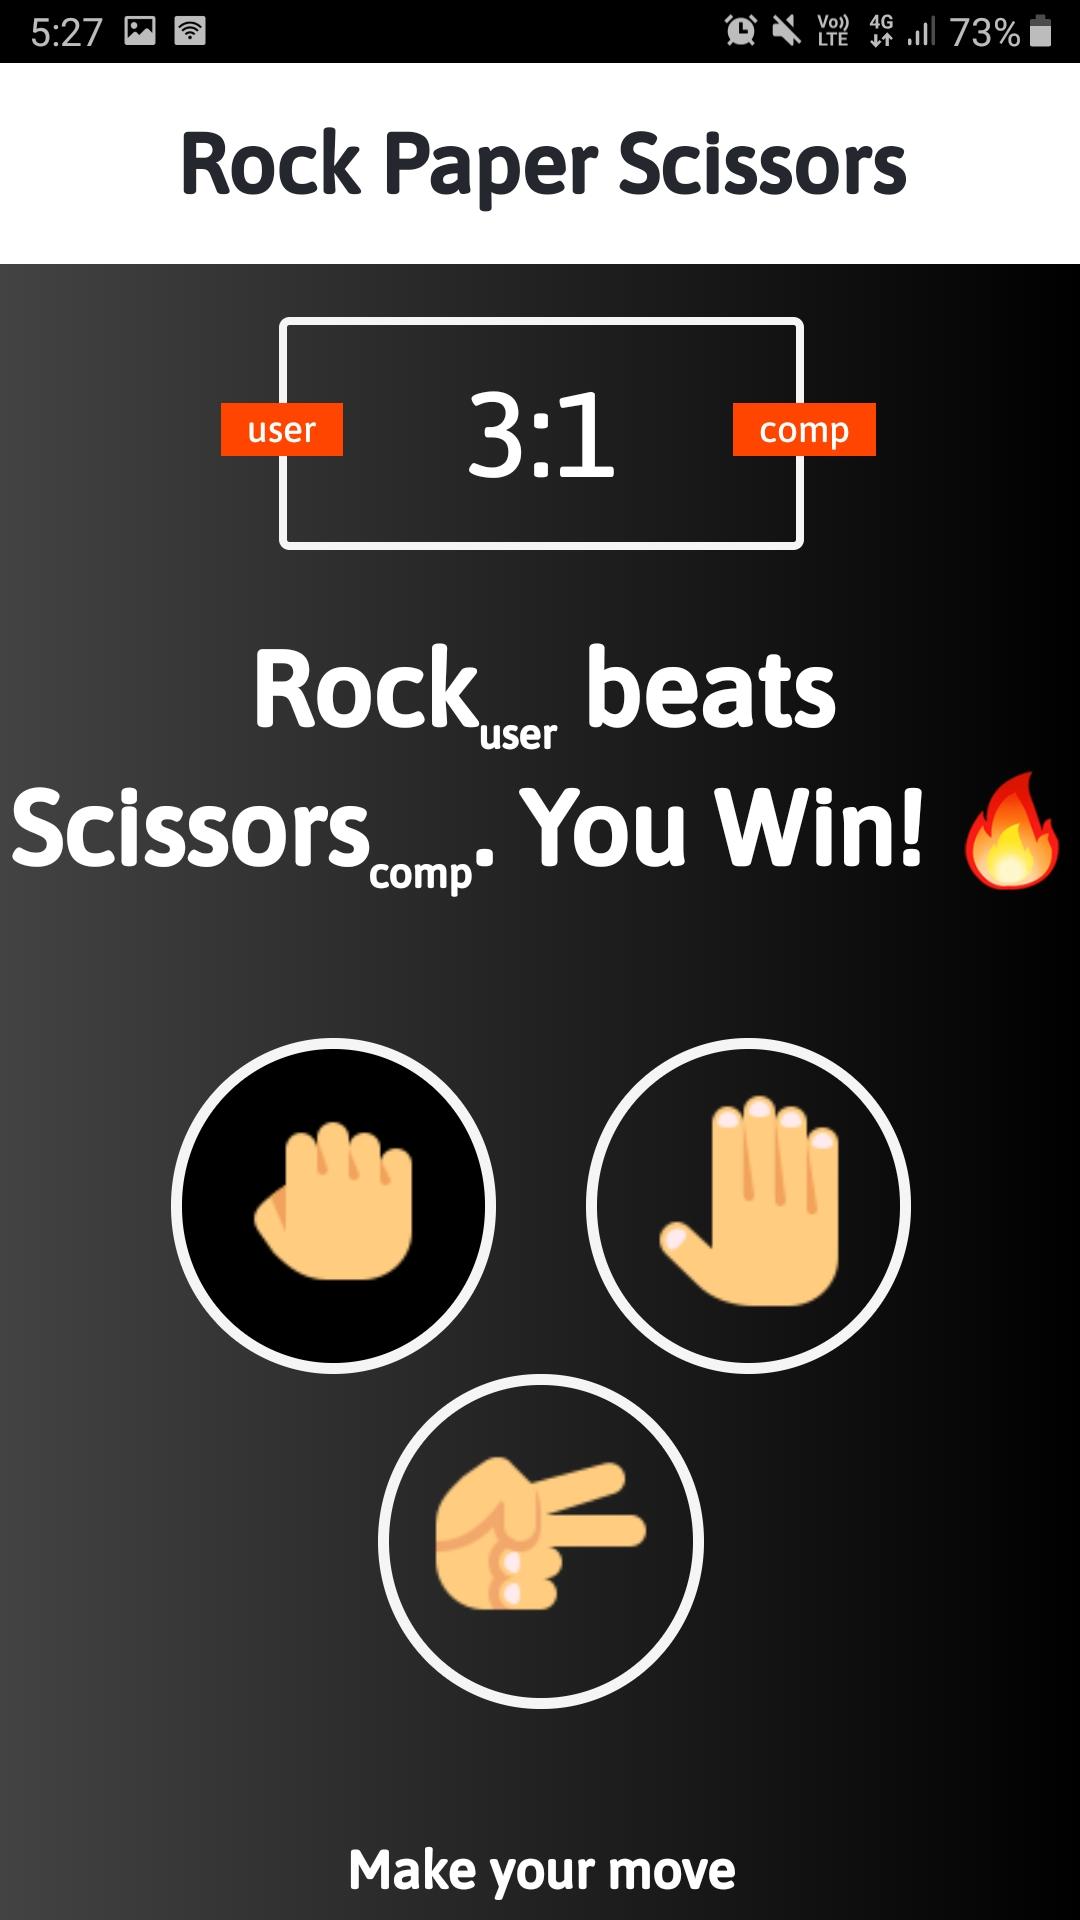 5:27 Vo)) LTE 4G 73%
Rock Paper Scissors
user 3:1 comp
Rock user beats
Scissors comp. You Win! 🔥
Make your move